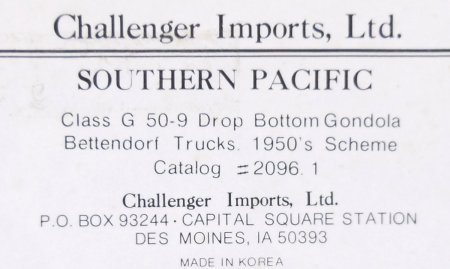 Challenger Imports, Ltd.
SOUTHERN PACIFIC
Class G 50-9 Drop Bottom Gondola
Bettendorf Trucks. 1950's Scheme
Catalog #2096.1
Challenger Imports, Ltd.
P.O. BOX 93244 · CAPITAL SQUARE STATION
DES MOINES, IA 50393
MADE IN KOREA